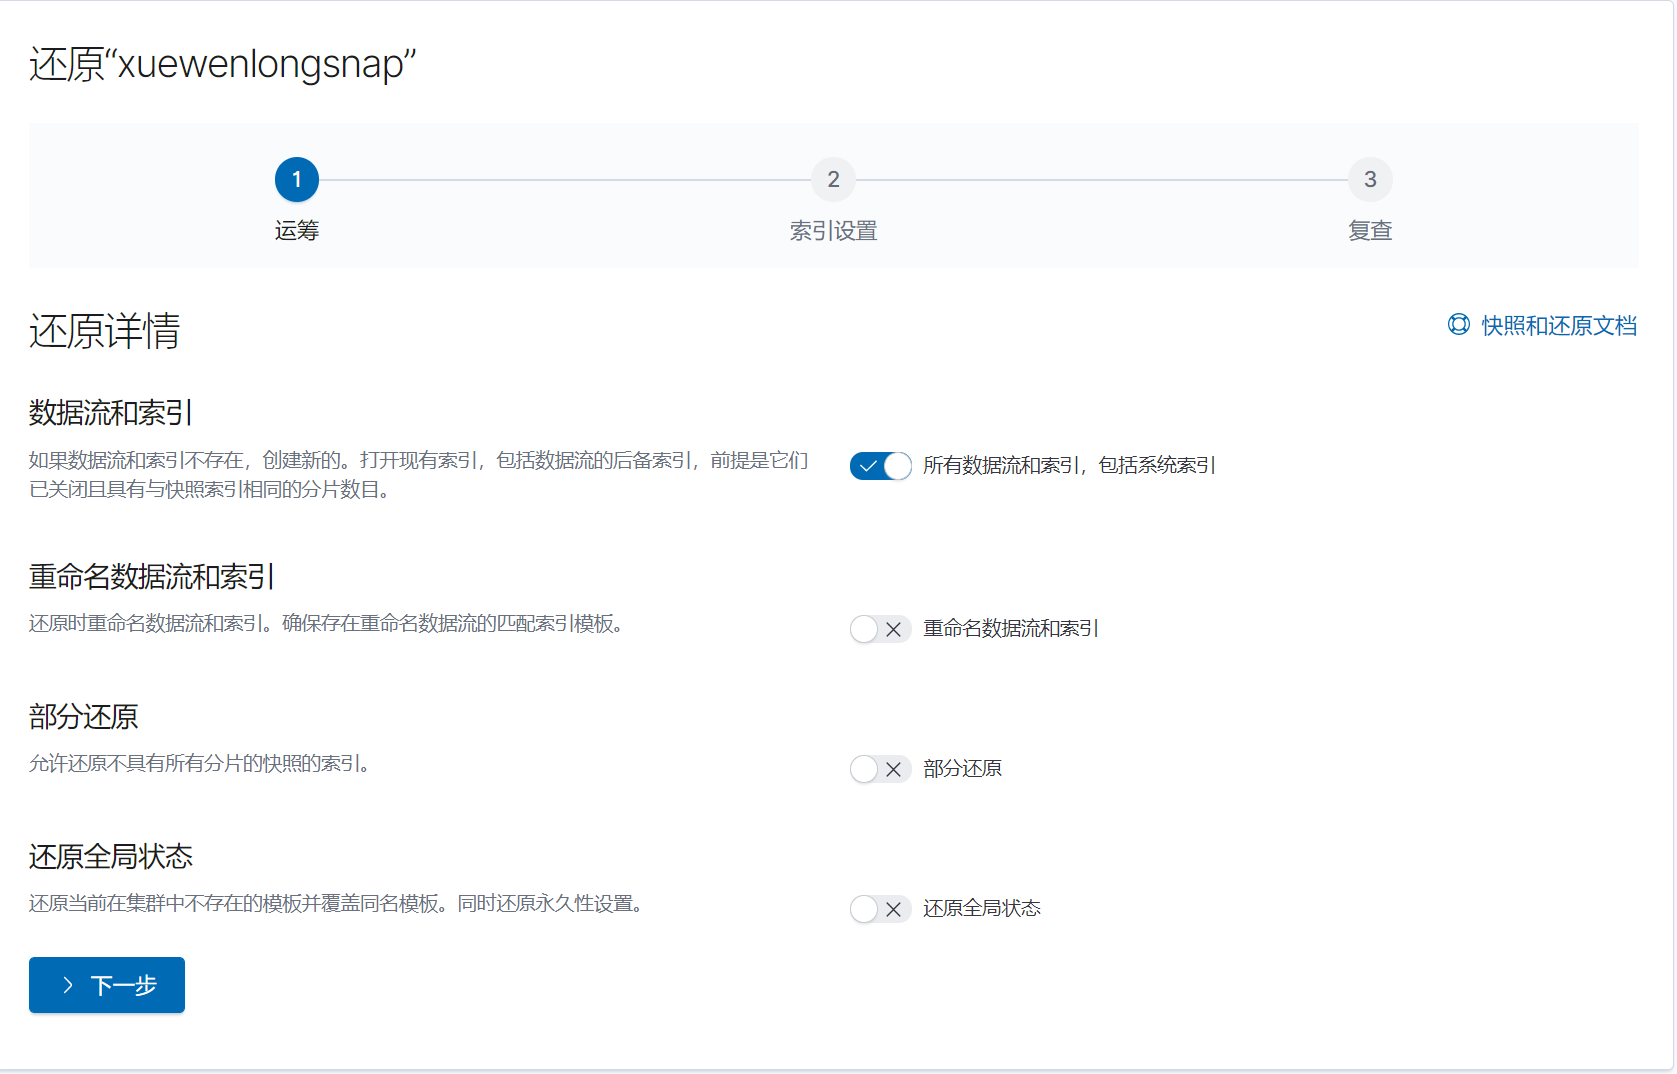 还原“xuewenlongsnap”
1
2
3
运筹
索引设置
复查
还原详情
快照和还原文档
数据流和索引
如果数据流和索引不存在，创建新的。打开现有索引，包括数据流的后备索引，前提是它们
已关闭且具有与快照索引相同的分片数目。
所有数据流和索引，包括系统索引
重命名数据流和索引
还原时重命名数据流和索引。确保存在重命名数据流的匹配索引模板。
重命名数据流和索引
部分还原
允许还原不具有所有分片的快照的索引。
部分还原
还原全局状态
还原当前在集群中不存在的模板并覆盖同名模板。同时还原永久性设置。
还原全局状态
下一步